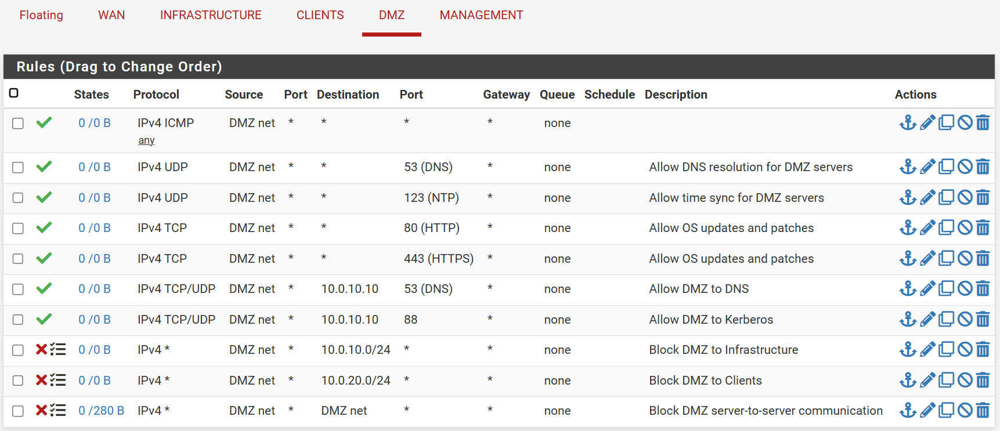 Floating WAN INFRASTRUCTURE CLIENTS DMZ MANAGEMENT
Rules (Drag to Change Order)
States Protocol Source Port Destination Port Gateway Queue Schedule Description Actions
0 /0 B IPv4 ICMP DMZ net * * * * none
any
0 /0 B IPv4 UDP DMZ net * * 53 (DNS) * none Allow DNS resolution for DMZ servers
0 /0 B IPv4 UDP DMZ net * * 123 (NTP) * none Allow time sync for DMZ servers
0 /0 B IPv4 TCP DMZ net * * 80 (HTTP) * none Allow OS updates and patches
0 /0 B IPv4 TCP DMZ net * * 443 (HTTPS) * none Allow OS updates and patches
0 /0 B IPv4 TCP/UDP DMZ net * 10.0.10.10 53 (DNS) * none Allow DMZ to DNS
0 /0 B IPv4 TCP/UDP DMZ net * 10.0.10.10 88 * none Allow DMZ to Kerberos
0 /0 B IPv4 * DMZ net * 10.0.10.0/24 * * none Block DMZ to Infrastructure
0 /0 B IPv4 * DMZ net * 10.0.20.0/24 * * none Block DMZ to Clients
0 /280 B IPv4 * DMZ net * DMZ net * * none Block DMZ server-to-server communication